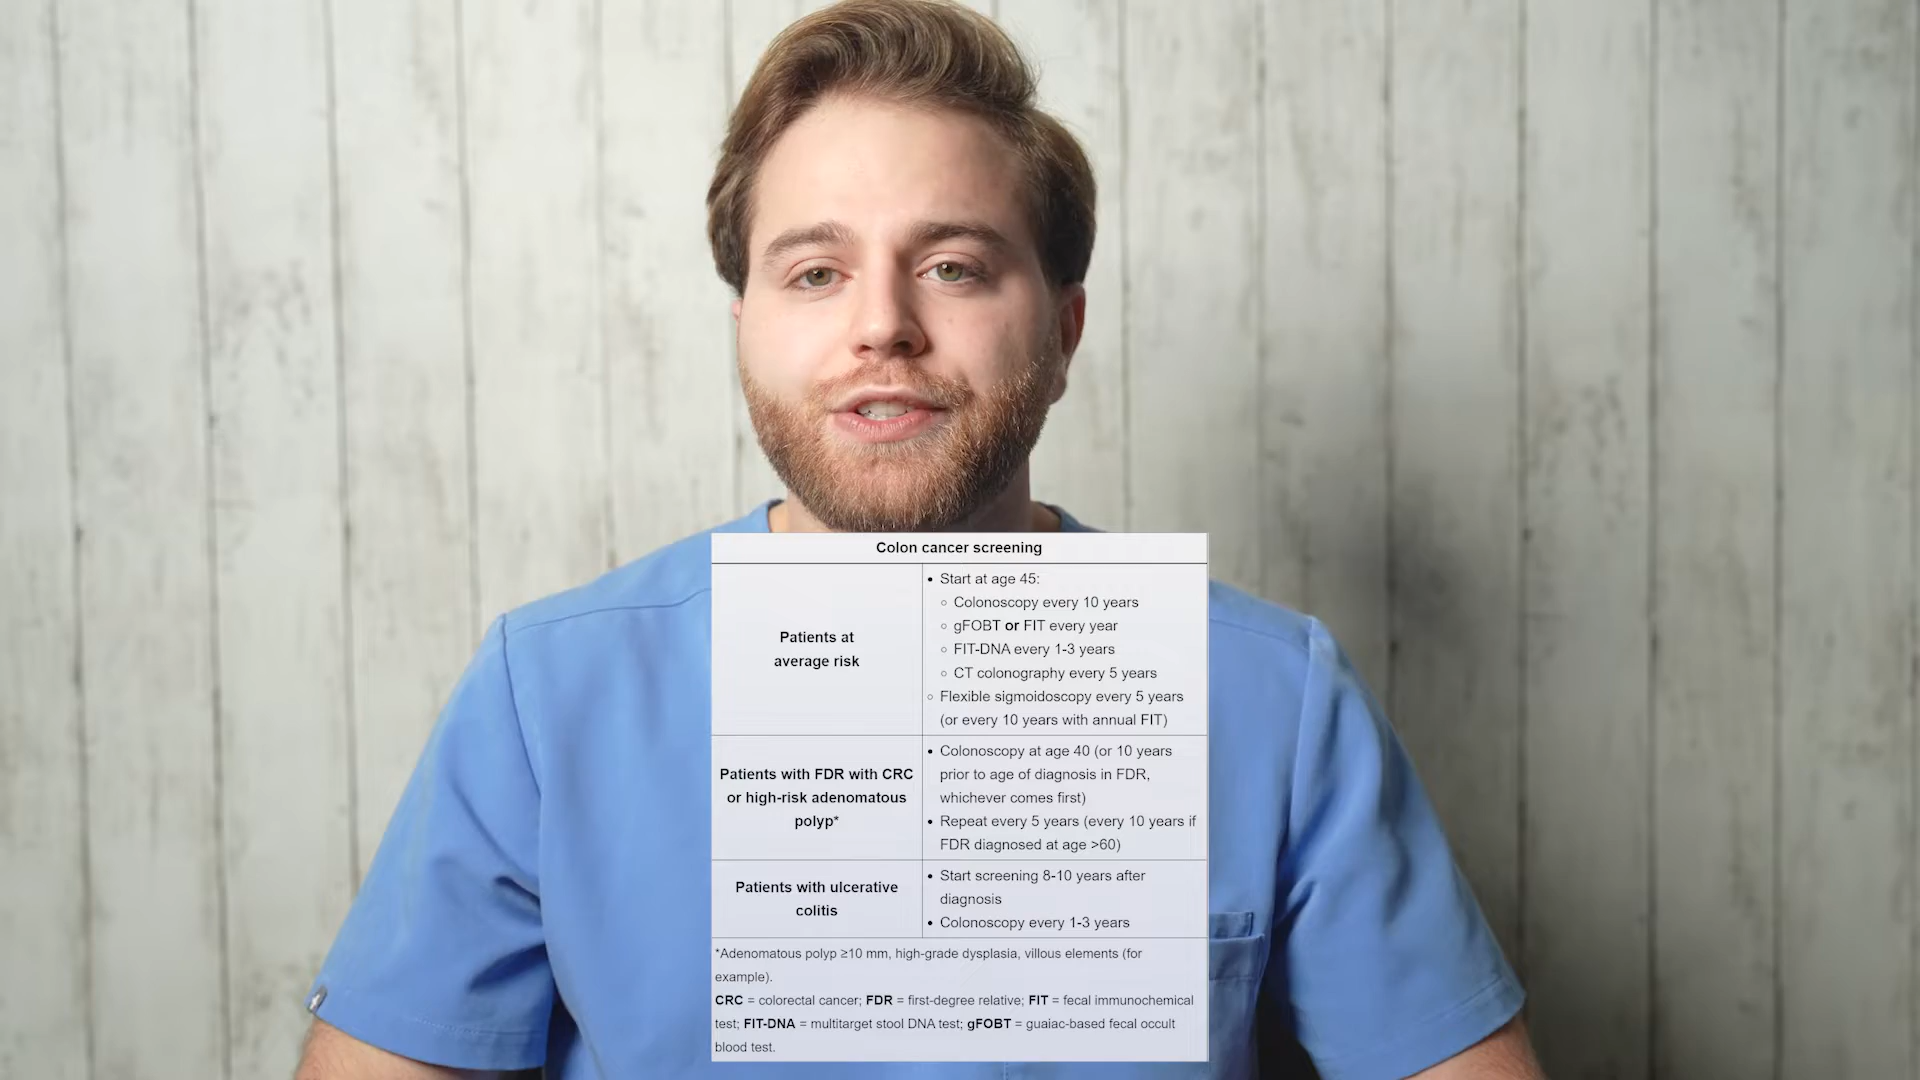 Colon cancer screening
Patients at
average risk
• Start at age 45:
◦ Colonoscopy every 10 years
◦ gFOBT or FIT every year
◦ FIT-DNA every 1-3 years
◦ CT colonography every 5 years
◦ Flexible sigmoidoscopy every 5 years
(or every 10 years with annual FIT)
Patients with FDR with CRC
or high-risk adenomatous
polyp*
• Colonoscopy at age 40 (or 10 years
prior to age of diagnosis in FDR,
whichever comes first)
• Repeat every 5 years (every 10 years if
FDR diagnosed at age >60)
Patients with ulcerative
colitis
• Start screening 8-10 years after
diagnosis
• Colonoscopy every 1-3 years
*Adenomatous polyp ≥10 mm, high-grade dysplasia, villous elements (for
example).
CRC = colorectal cancer; FDR = first-degree relative; FIT = fecal immunochemical
test; FIT-DNA = multitarget stool DNA test; gFOBT = guaiac-based fecal occult
blood test.